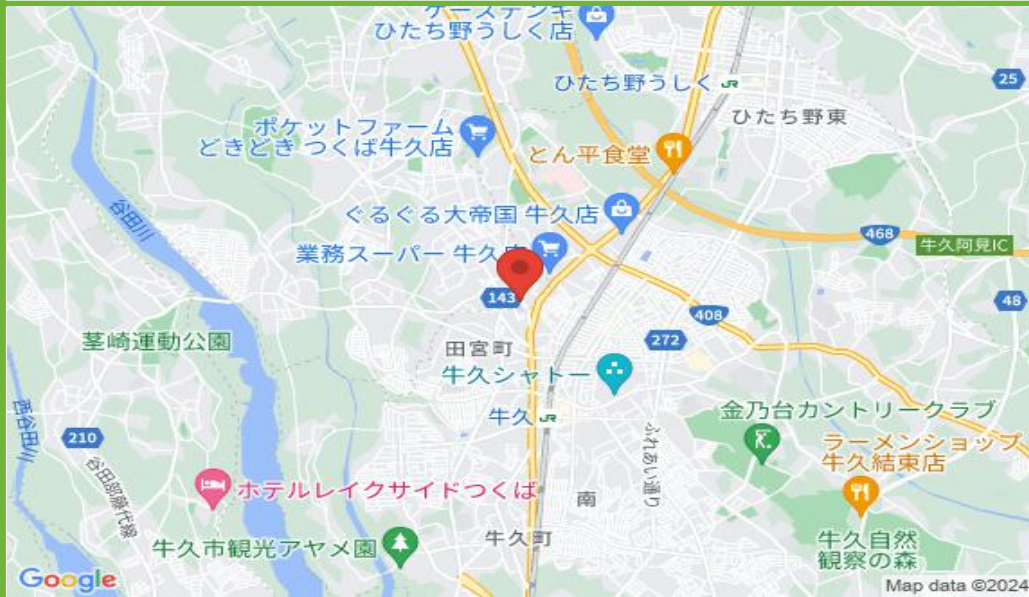 ケーズデンキ
ひたち野うしく店
ひたち野うしく JR
25
ひたち野東
ポケットファーム
どきどき つくば牛久店
とん平食堂
谷田川
ぐるぐる大帝国 牛久店
468
牛久阿見IC
業務スーパー 牛久店
143
48
408
茎崎運動公園
272
田宮町
牛久シャトー
西谷田川
牛久 JR
金乃台カントリークラブ
210
ふれあい通り
ラーメンショップ
牛久結束店
谷田部藤代線
ホテルレイクサイドつくば
南
牛久市観光アヤメ園
牛久町
牛久自然
観察の森
Google
Map data ©2024